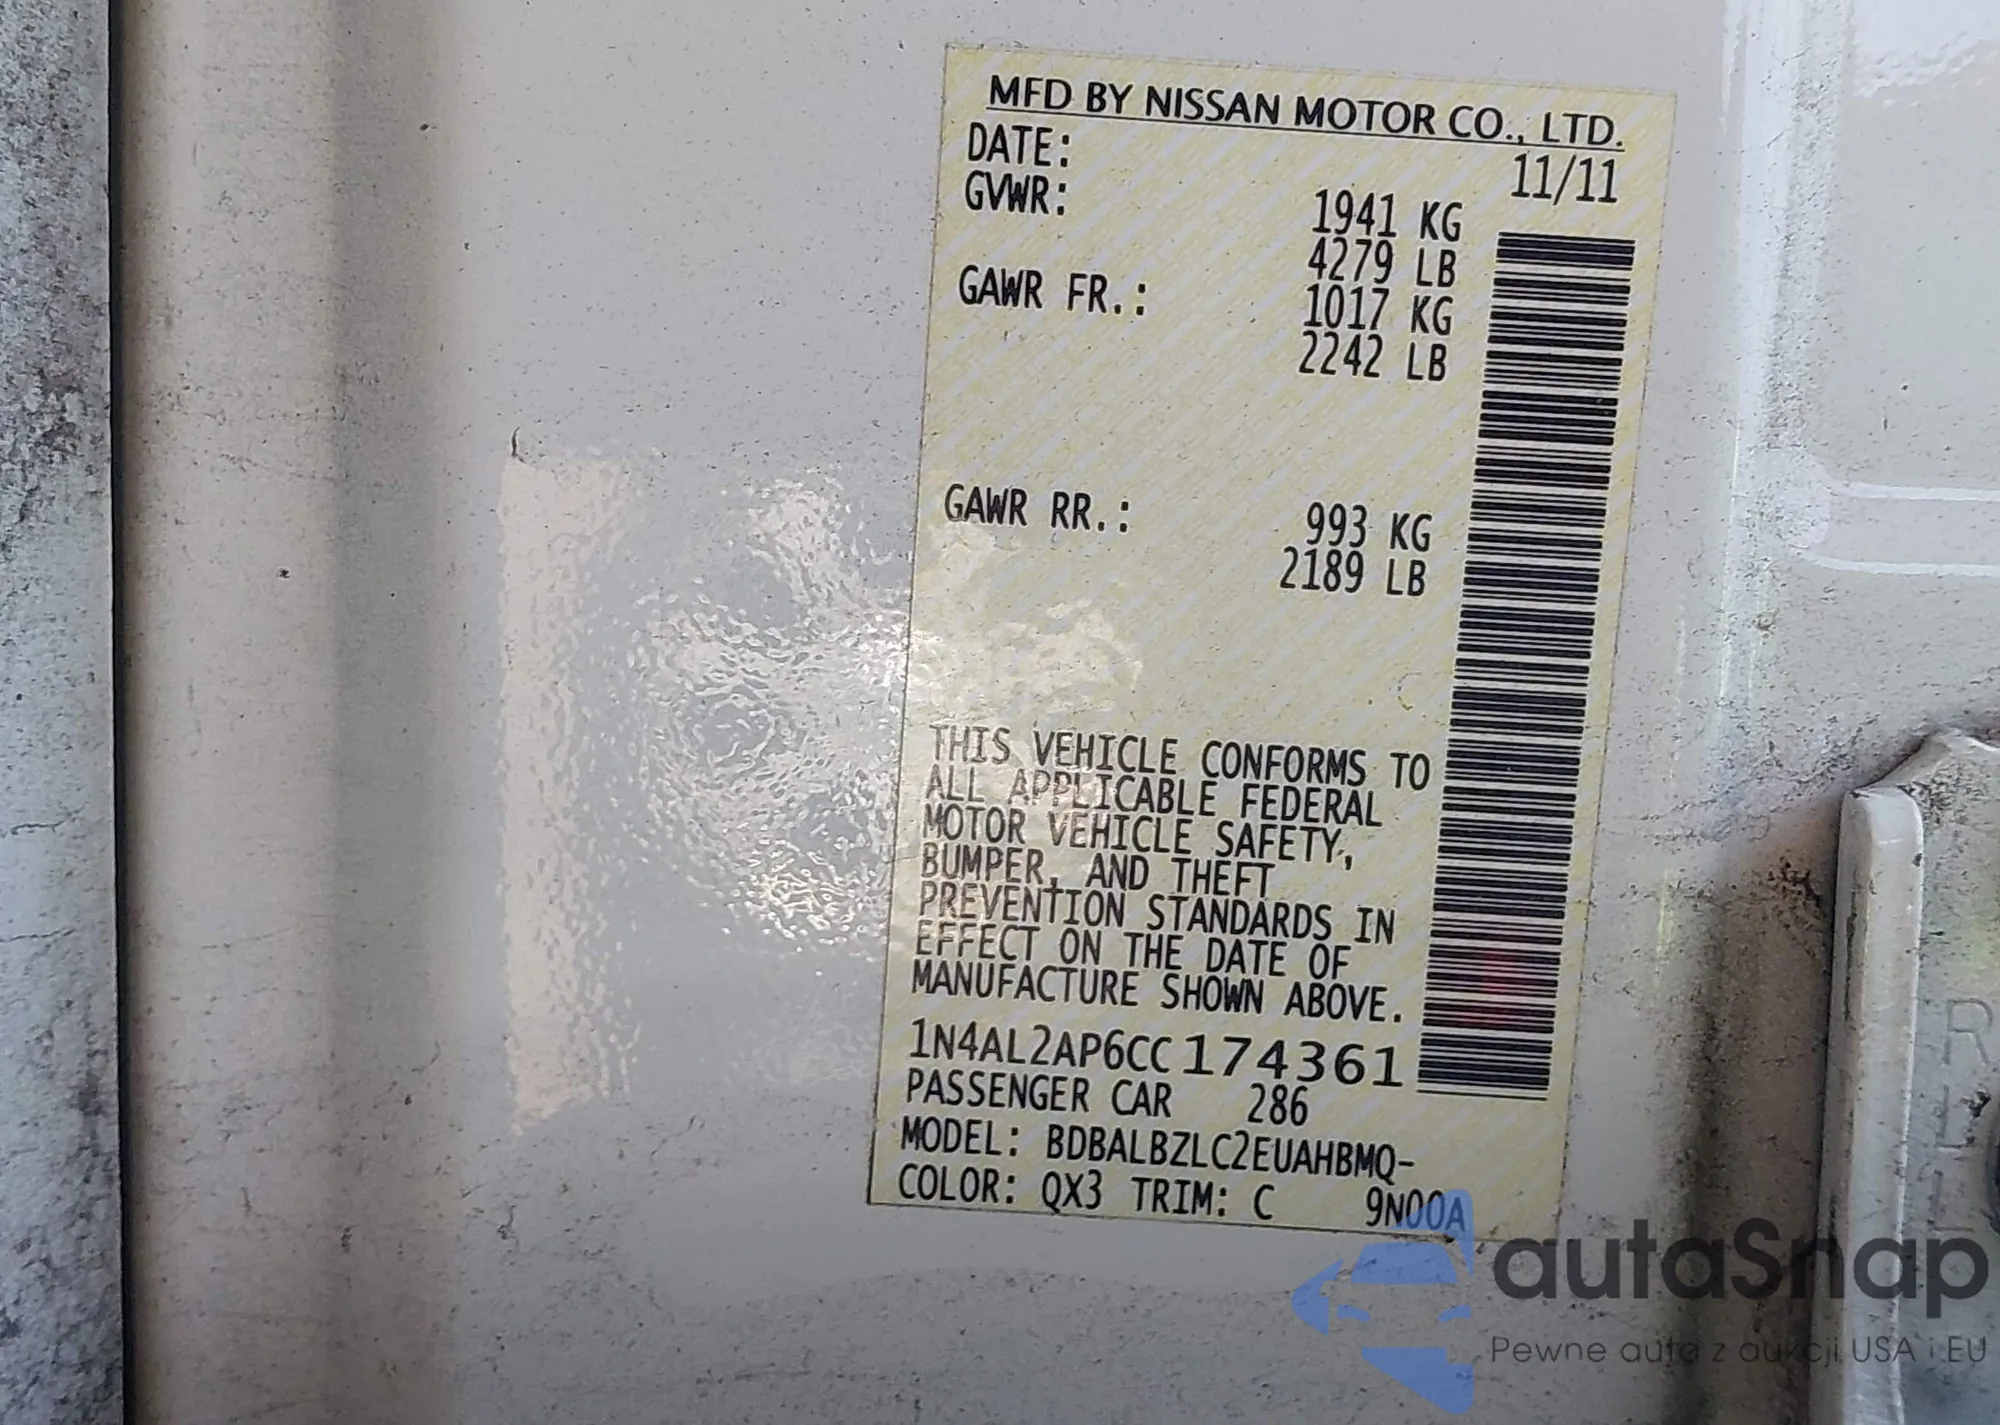 MFD BY NISSAN MOTOR CO., LTD.
DATE: 11/11
GVWR: 1941 KG
4279 LB
GAWR FR.: 1017 KG
2242 LB
GAWR RR.: 993 KG
2189 LB
THIS VEHICLE CONFORMS TO
ALL APPLICABLE FEDERAL
MOTOR VEHICLE SAFETY,
BUMPER, AND THEFT
PREVENTION STANDARDS IN
EFFECT ON THE DATE OF
MANUFACTURE SHOWN ABOVE.
1N4AL2AP6CC174361
PASSENGER CAR 286
MODEL: BDBALBZLC2EUAHBMQ-
COLOR: QX3 TRIM: C 9N00A
autaSnap
Pewne auta z aukcji USA i EU